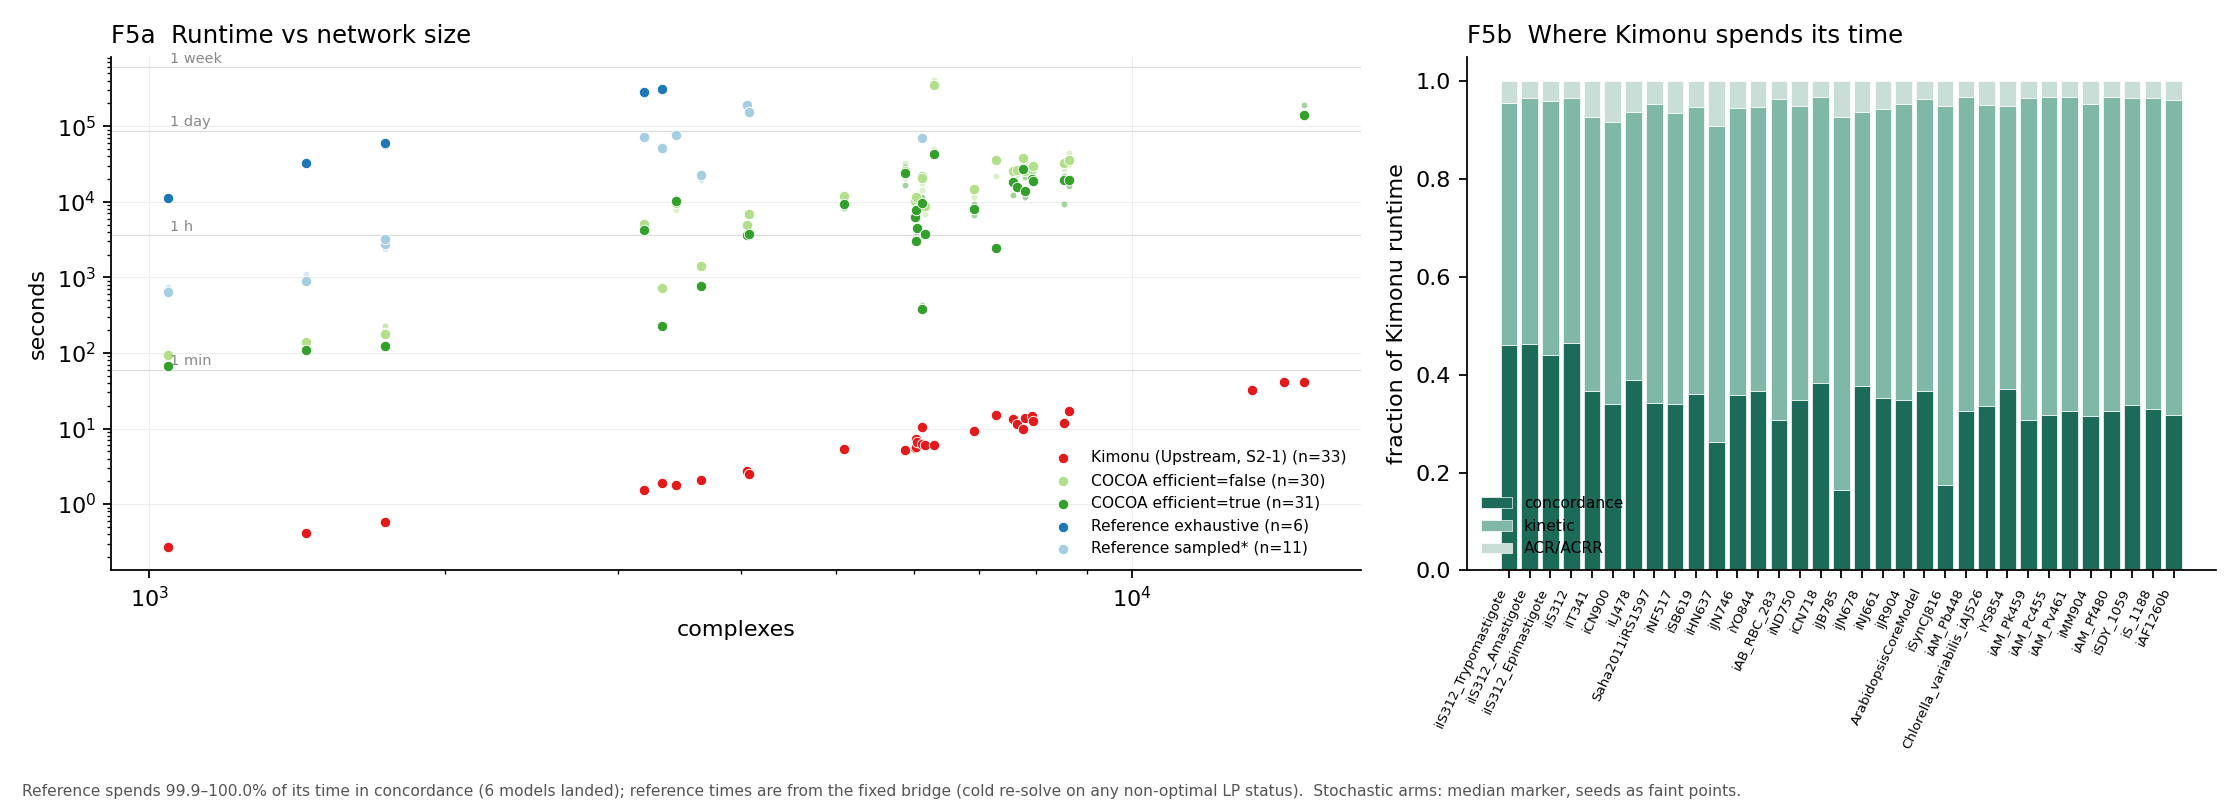 F5a  Runtime vs network size
1 week
1 day
1 h
1 min
10^5
10^4
10^3
10^2
10^1
10^0
seconds
Kimonu (Upstream, S2-1) (n=33)
COCOA efficient=false (n=30)
COCOA efficient=true (n=31)
Reference exhaustive (n=6)
Reference sampled* (n=11)
10^3
10^4
complexes
F5b  Where Kimonu spends its time
1.0
0.8
0.6
0.4
0.2
0.0
fraction of Kimonu runtime
concordance
kinetic
ACR/ACRR
iIS312_Trypomastigote
iIS312_Amastigote
iIS312_Epimastigote
iIS312
iIT341
iCN900
iLJ478
Saha2011iRS1597
iNF517
iSB619
iHN637
iJN746
iYO844
iAB_RBC_283
iND750
iCN718
iJB785
iJN678
iNJ661
iJR904
ArabidopsisCoreModel
iSynCJ816
iAM_Pb448
Chlorella_variabilis_iAJ526
iYS854
iAM_Pk459
iAM_Pc455
iAM_Pv461
iMM904
iAM_Pf480
iSDY_1059
iS_1188
iAF1260b
Reference spends 99.9–100.0% of its time in concordance (6 models landed); reference times are from the fixed bridge (cold re-solve on any non-optimal LP status).  Stochastic arms: median marker, seeds as faint points.